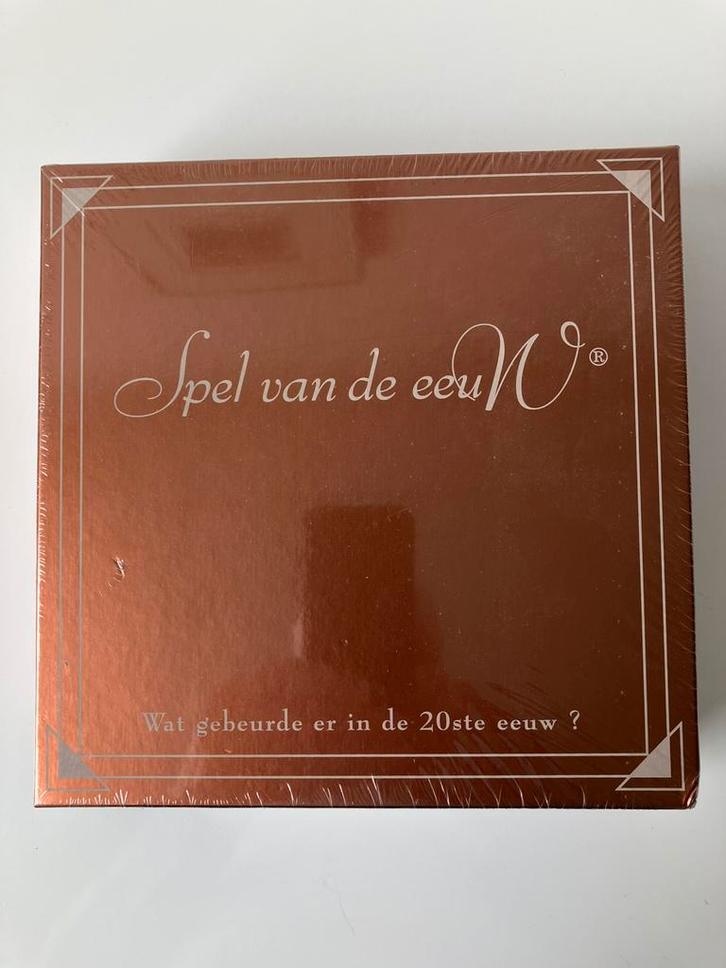 Spel van de eeuW®
Wat gebeurde er in de 20ste eeuw ?